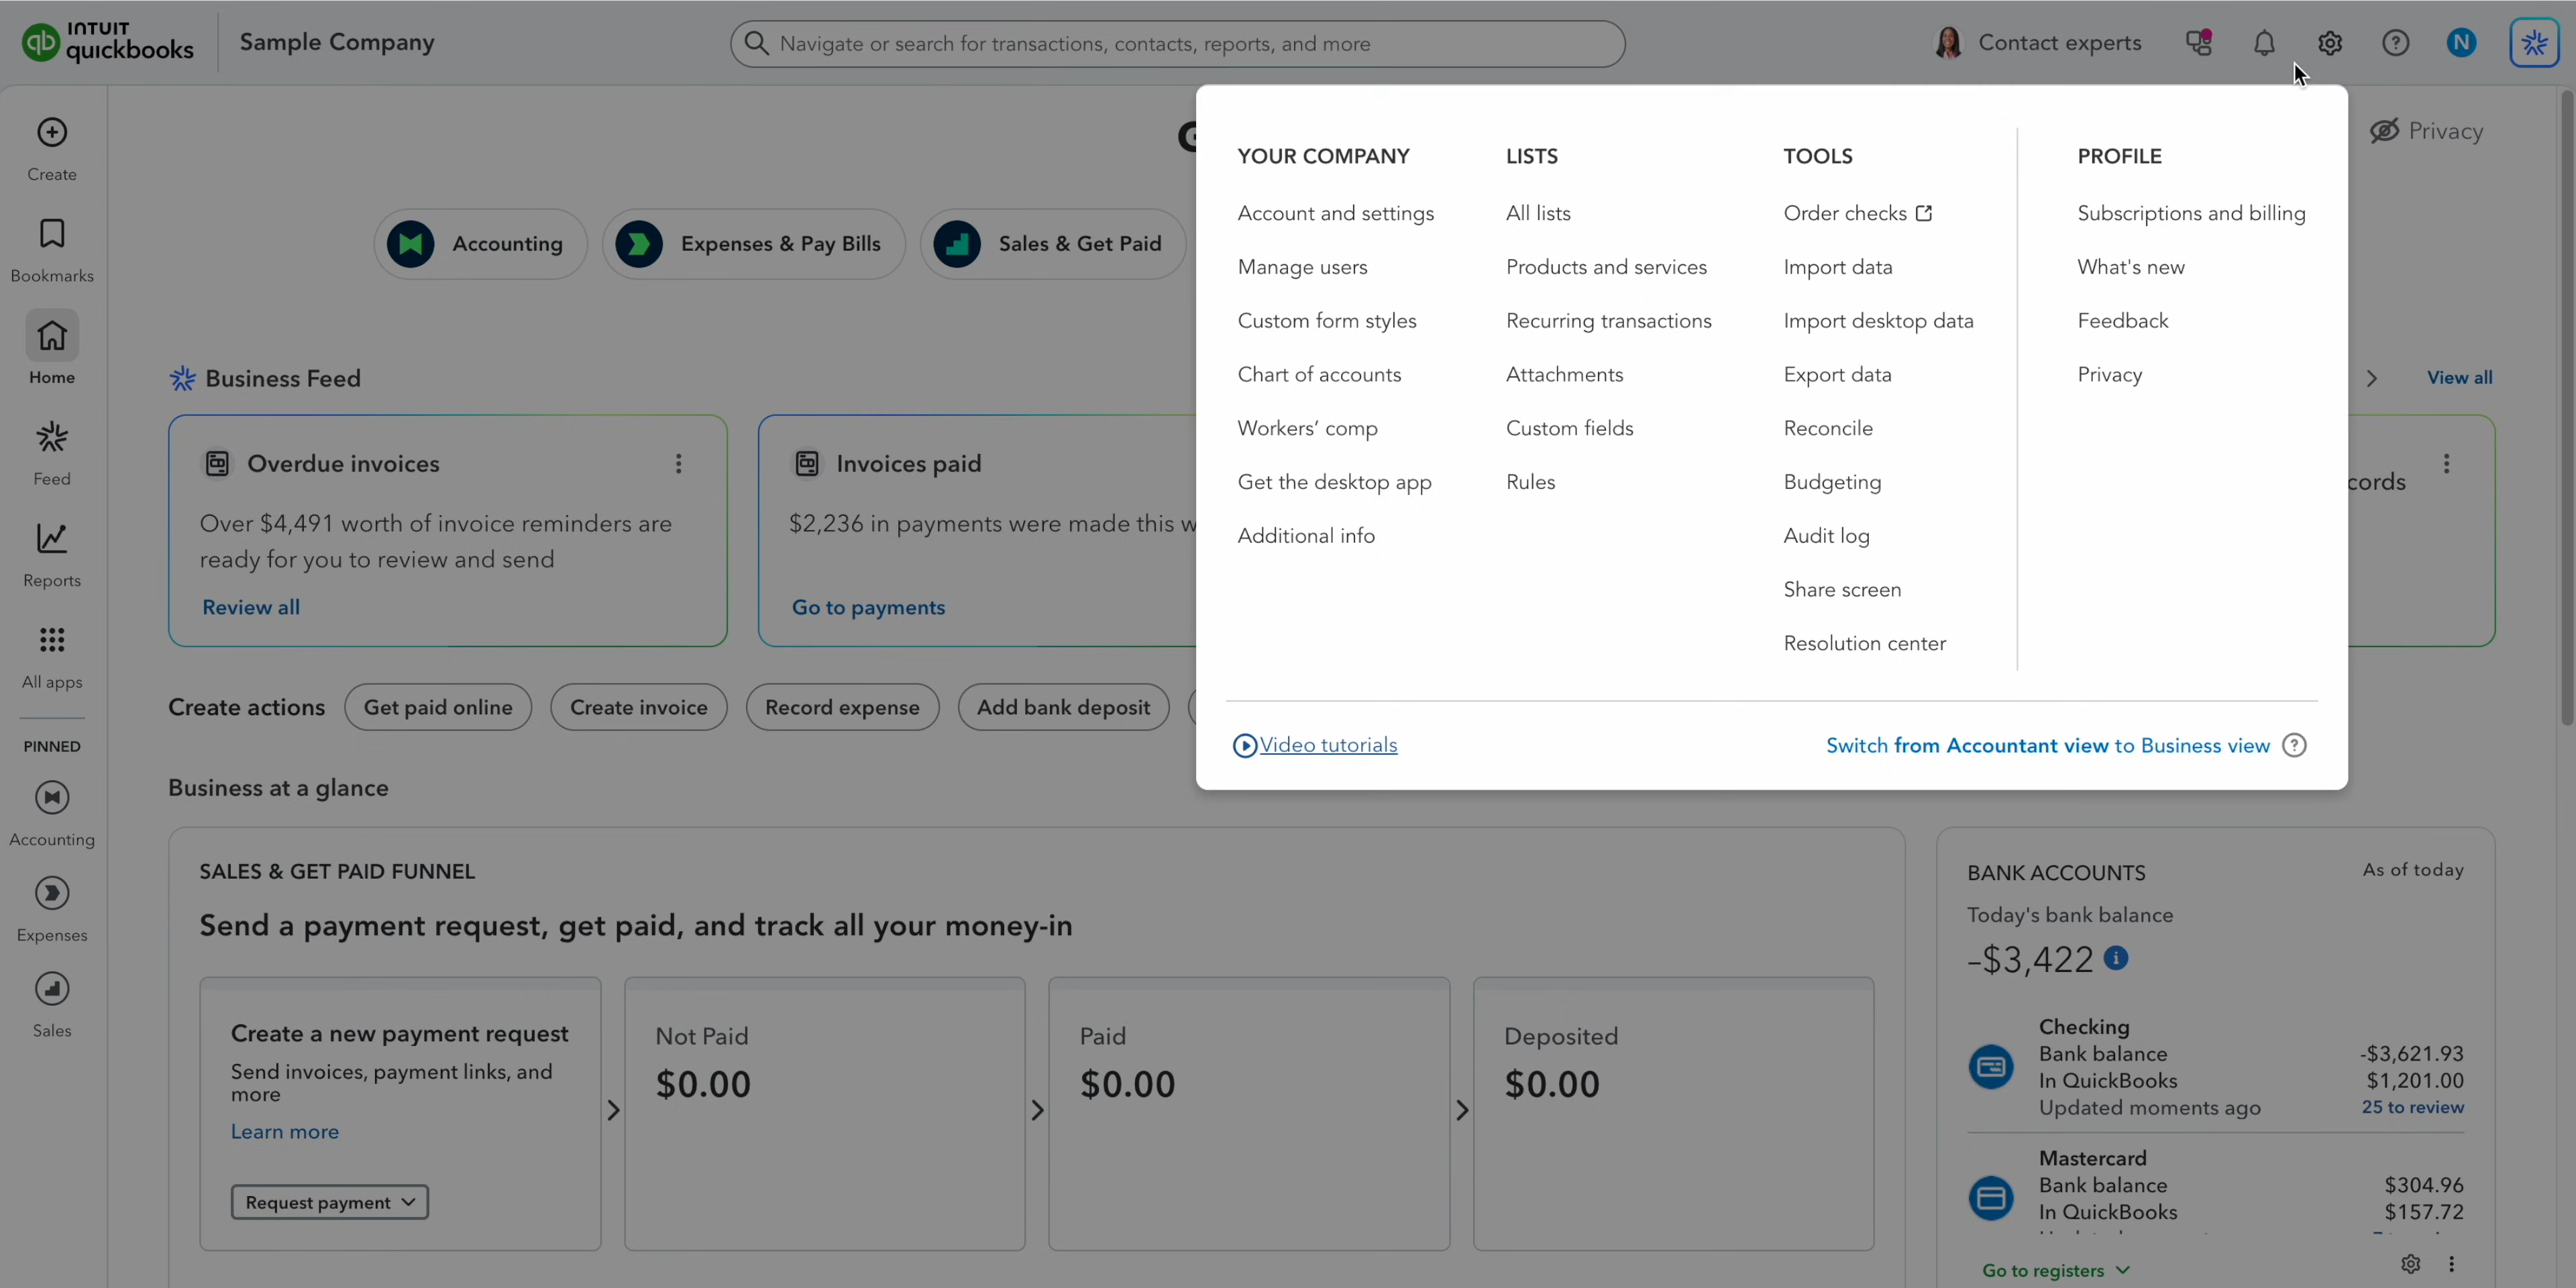 INTUIT
quickbooks
Sample Company
Navigate or search for transactions, contacts, reports, and more
Contact experts
N
Create
Bookmarks
Home
Feed
Reports
All apps
PINNED
Accounting
Expenses
Sales
G
Privacy
Accounting
Expenses & Pay Bills
Sales & Get Paid
Business Feed
View all
Overdue invoices
Over $4,491 worth of invoice reminders are
ready for you to review and send
Review all
Invoices paid
$2,236 in payments were made this w
Go to payments
cords
YOUR COMPANY
Account and settings
Manage users
Custom form styles
Chart of accounts
Workers’ comp
Get the desktop app
Additional info
LISTS
All lists
Products and services
Recurring transactions
Attachments
Custom fields
Rules
TOOLS
Order checks
Import data
Import desktop data
Export data
Reconcile
Budgeting
Audit log
Share screen
Resolution center
PROFILE
Subscriptions and billing
What's new
Feedback
Privacy
Video tutorials
Switch from Accountant view to Business view
Create actions
Get paid online
Create invoice
Record expense
Add bank deposit
Business at a glance
SALES & GET PAID FUNNEL
Send a payment request, get paid, and track all your money-in
Create a new payment request
Send invoices, payment links, and
more
Learn more
Request payment
Not Paid
$0.00
Paid
$0.00
Deposited
$0.00
BANK ACCOUNTS
As of today
Today's bank balance
-$3,422
Checking
Bank balance -$3,621.93
In QuickBooks $1,201.00
Updated moments ago 25 to review
Mastercard
Bank balance $304.96
In QuickBooks $157.72
Go to registers